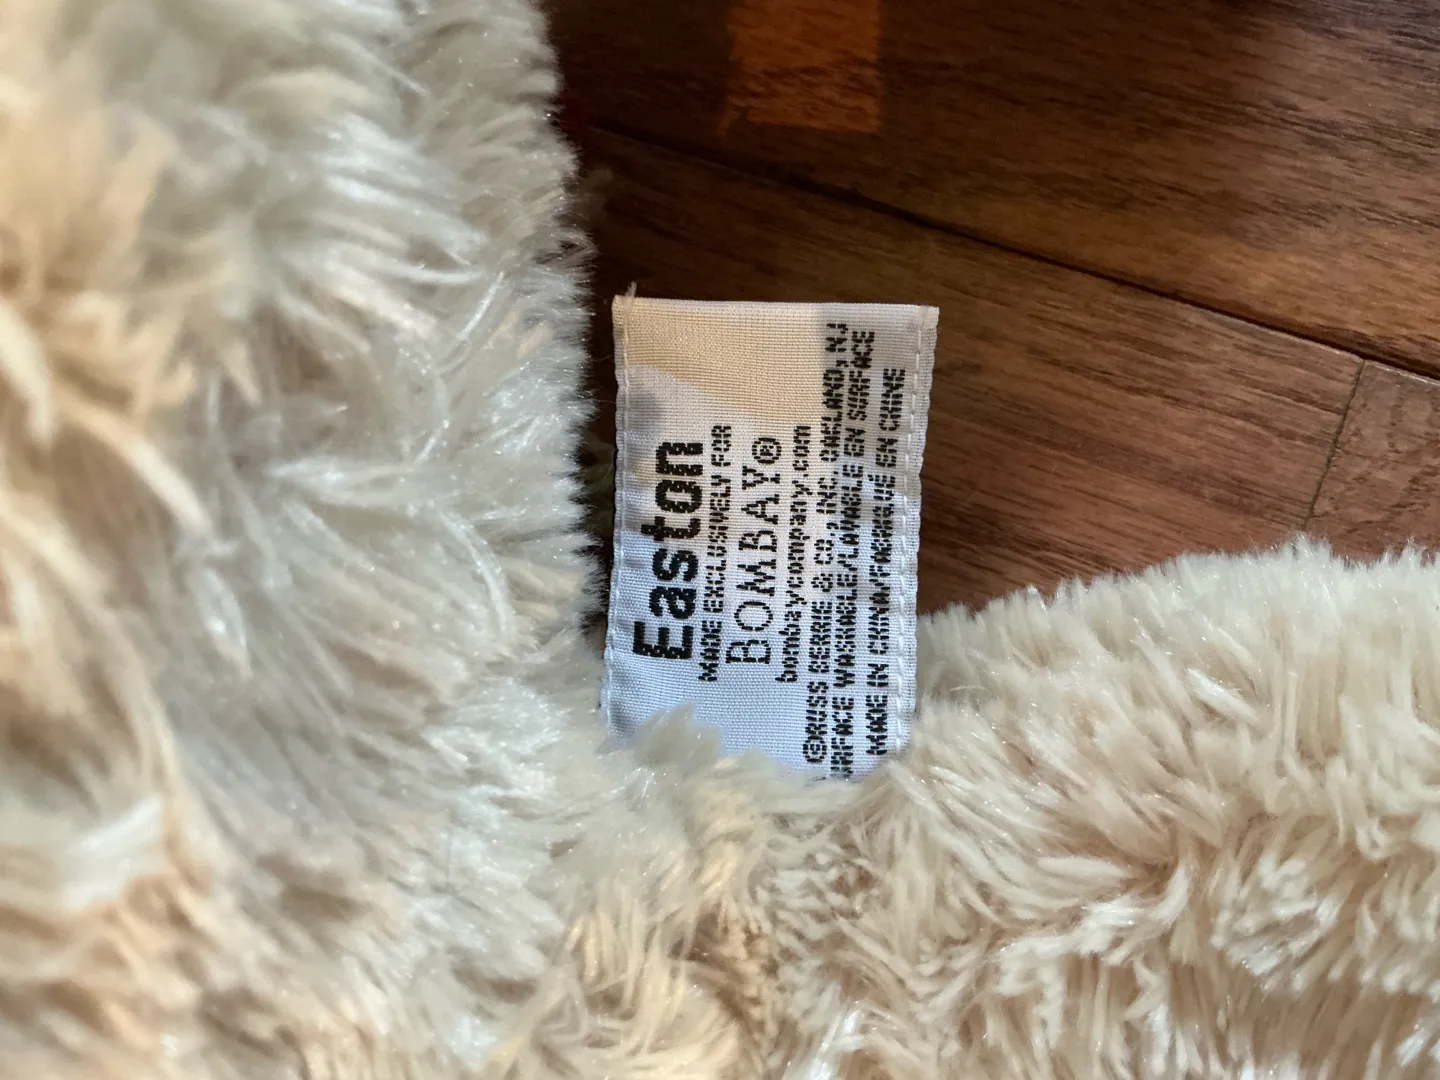 Easton
MADE EXCLUSIVELY FOR
BOMBAY®
bombaycompany.com
©RUSS BERRIE & CO., INC. OAKLAND, NJ
SURFACE WASHABLE/LAVABLE EN SURFACE
MADE IN CHINA/FABRIQUE EN CHINE